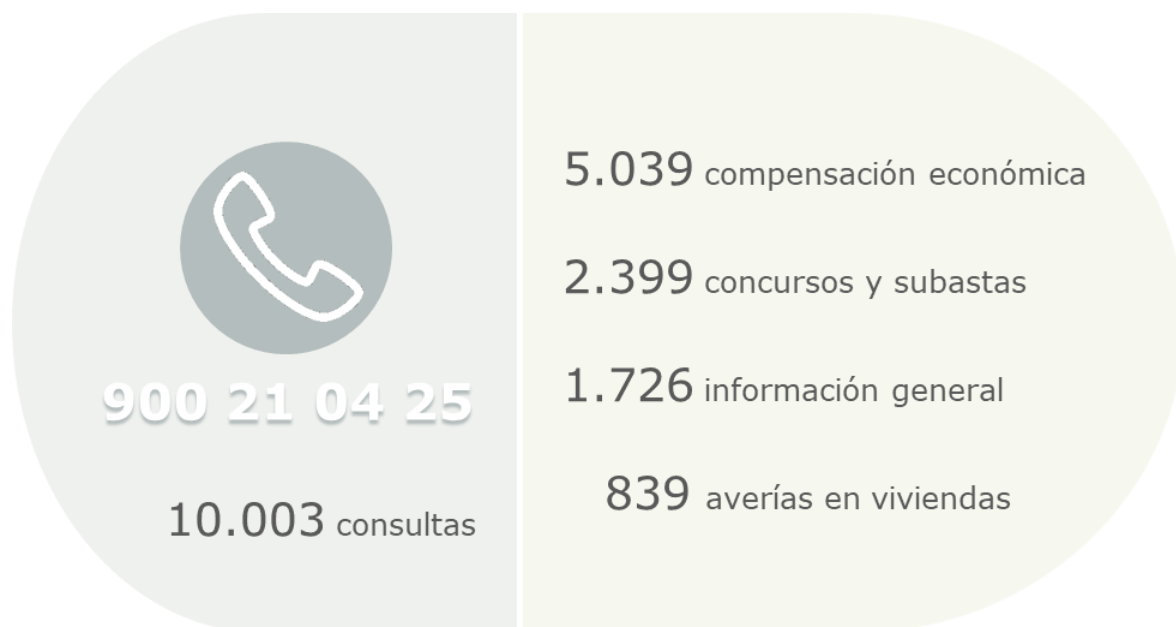 900 21 04 25
10.003 consultas
5.039 compensación económica
2.399 concursos y subastas
1.726 información general
839 averías en viviendas